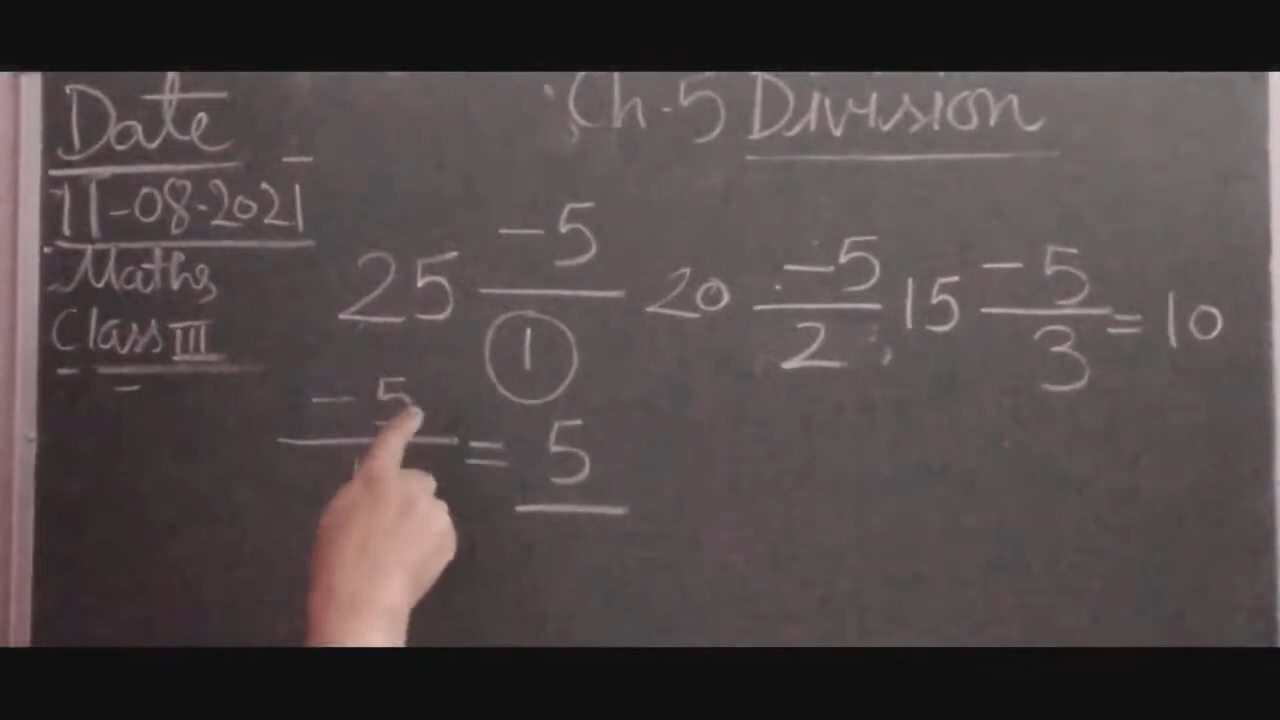 Date
Ch-5 Division
11-08-2021
Maths
Class III
25 -5/1 20 -5/2 15 -5/3 = 10
-5 = 5